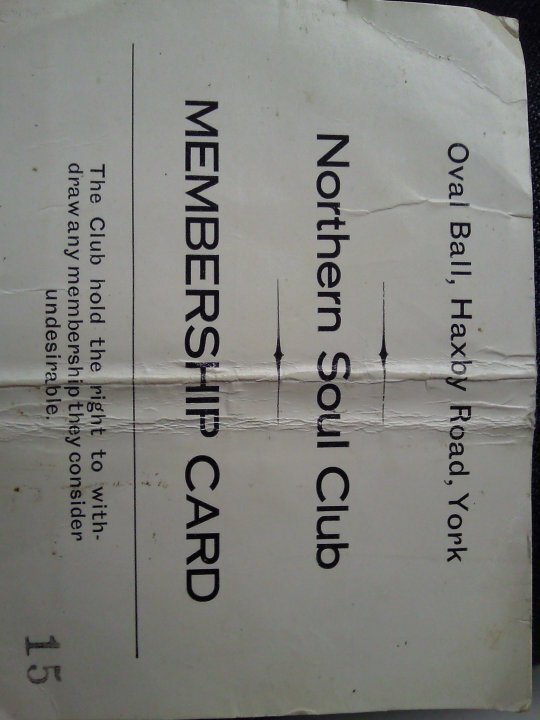 Oval Ball, Haxby Road, York
Northern Soul Club
MEMBERSHIP CARD
The Club hold the right to with-
draw any membership they consider
undesirable.
15